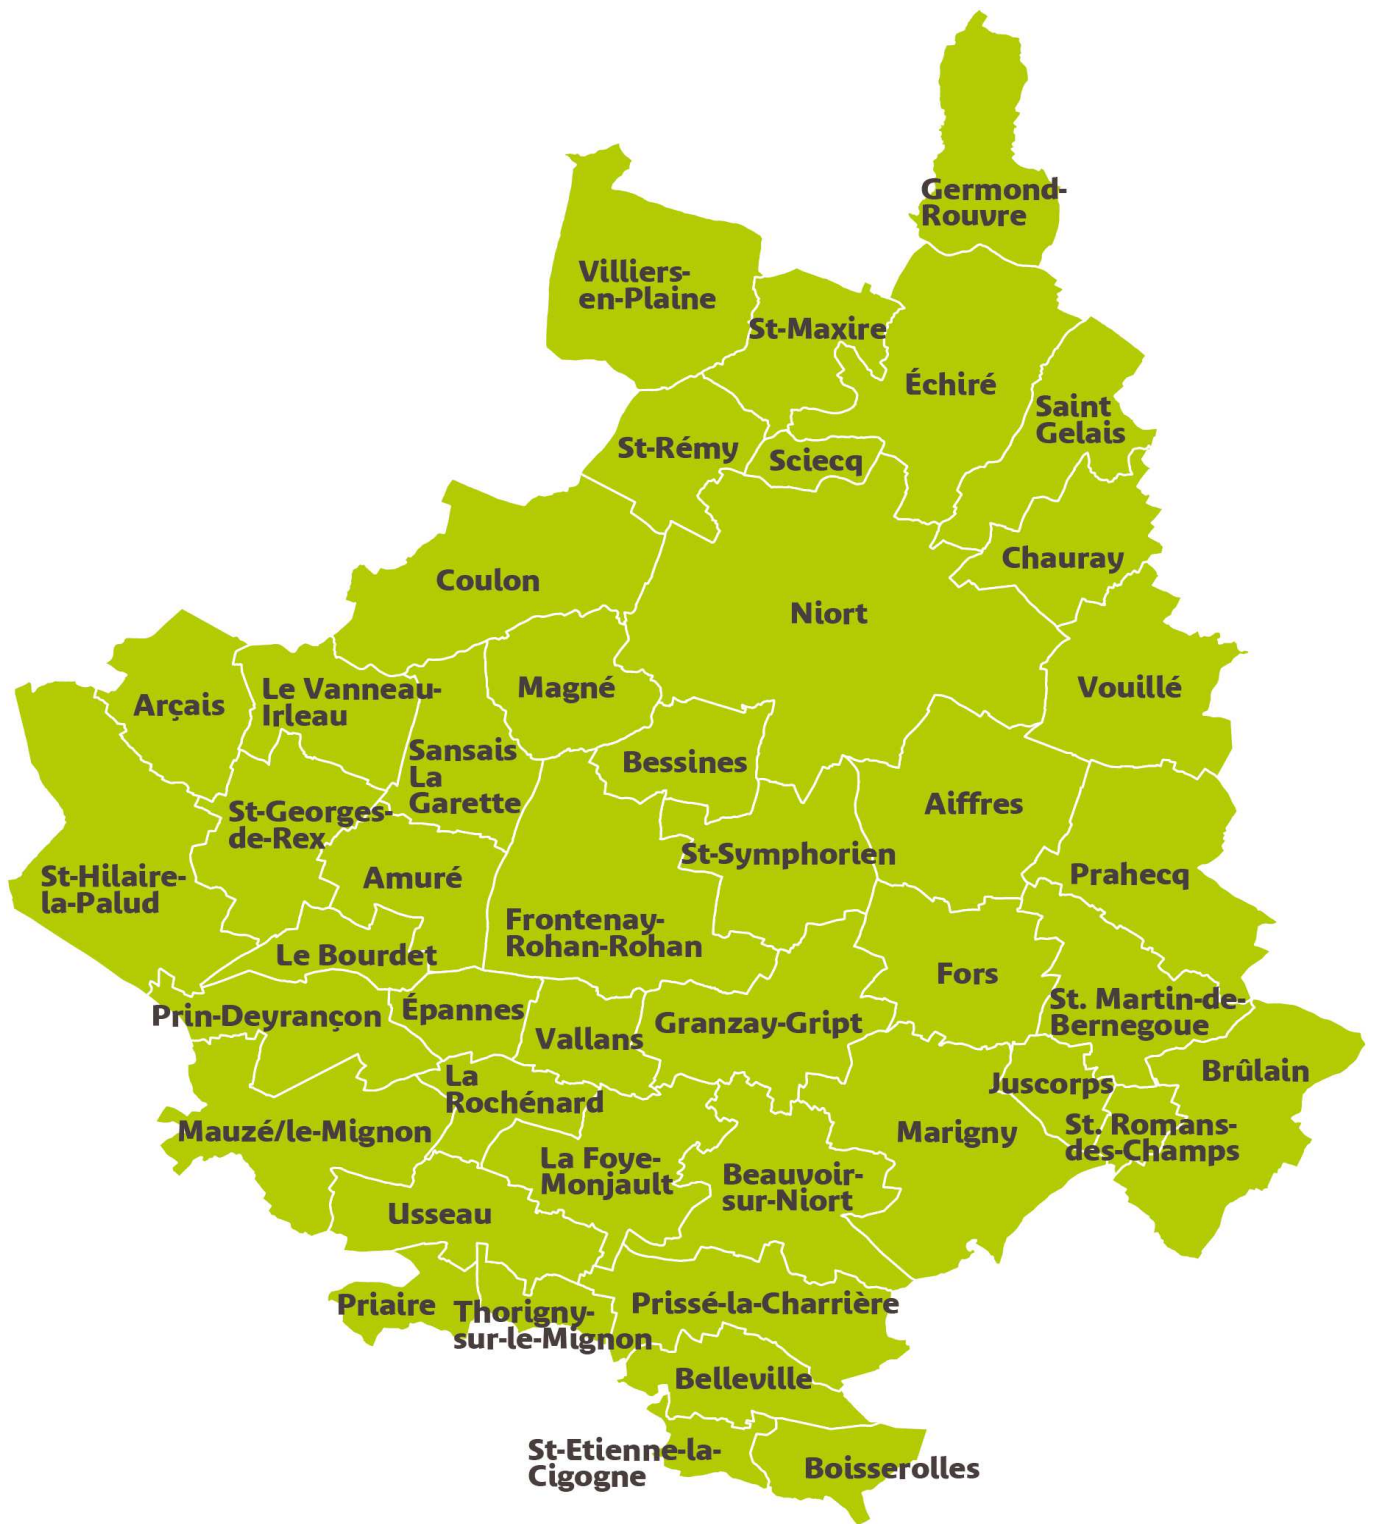 Germond-
Rouvre
Villiers-
en-Plaine
St-Maxire
Échiré
Saint
Gelais
St-Rémy
Sciecq
Chauray
Coulon
Niort
Magné
Vouillé
Arçais
Le Vanneau-
Irleau
Sansais
La
Garette
Bessines
Aiffres
St-Georges-
de-Rex
St-Symphorien
Prahecq
St-Hilaire-
la-Palud
Amuré
Frontenay-
Rohan-Rohan
Le Bourdet
Fors
St. Martin-de-
Bernegoue
Prin-Deyrançon
Épannes
Vallans
Granzay-Gript
Brûlain
La
Rochénard
Juscorps
Mauzé/le-Mignon
Marigny
St. Romans-
des-Champs
La Foye-
Monjault
Beauvoir-
sur-Niort
Usseau
Priaire
Thorigny-
sur-le-Mignon
Prissé-la-Charrière
Belleville
St-Etienne-la-
Cigogne
Boisserolles